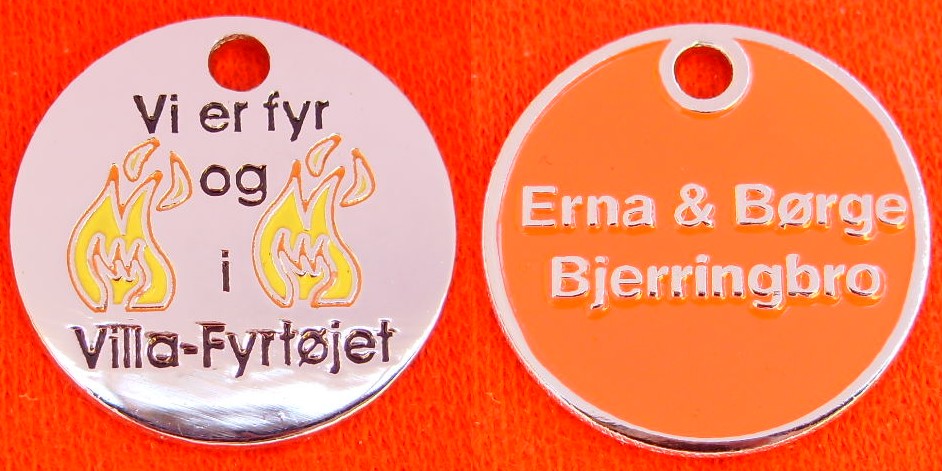 Vi er fyr
og
i
Villa-Fyrtøjet
Erna & Børge
Bjerringbro